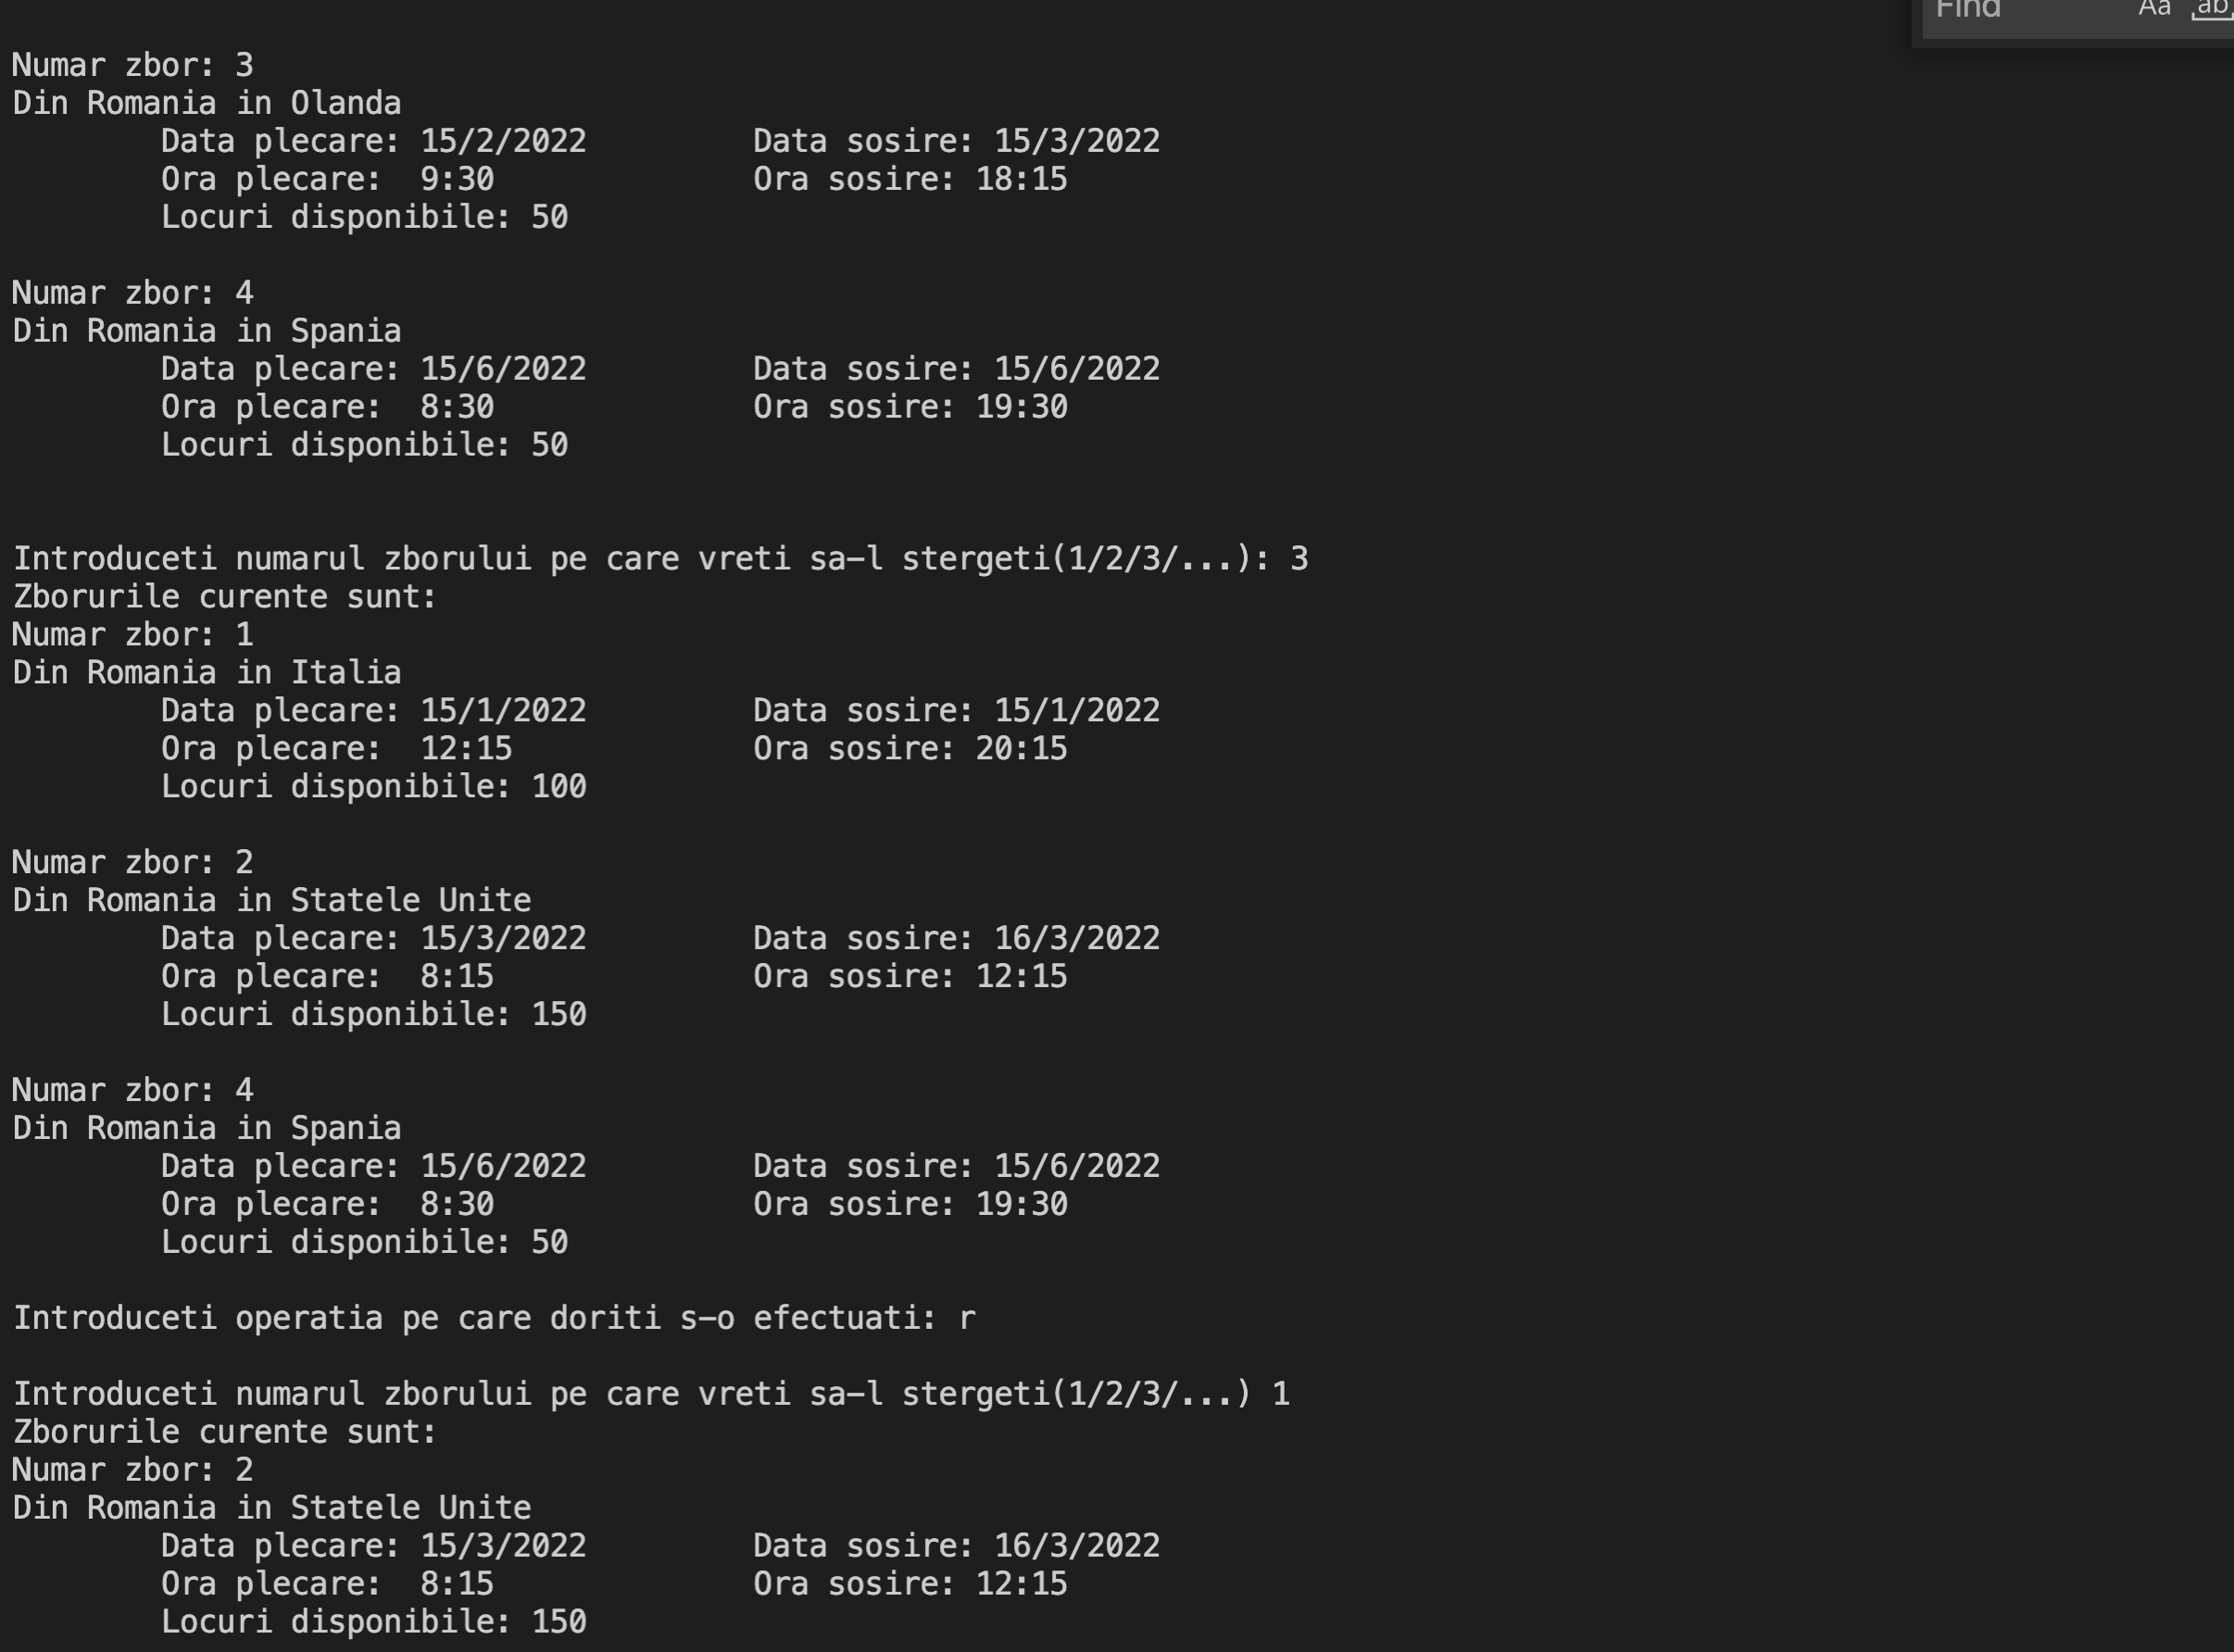 Find Aa ab
Numar zbor: 3
Din Romania in Olanda
Data plecare: 15/2/2022 Data sosire: 15/3/2022
Ora plecare: 9:30 Ora sosire: 18:15
Locuri disponibile: 50
Numar zbor: 4
Din Romania in Spania
Data plecare: 15/6/2022 Data sosire: 15/6/2022
Ora plecare: 8:30 Ora sosire: 19:30
Locuri disponibile: 50
Introduceti numarul zborului pe care vreti sa-l stergeti(1/2/3/...): 3
Zborurile curente sunt:
Numar zbor: 1
Din Romania in Italia
Data plecare: 15/1/2022 Data sosire: 15/1/2022
Ora plecare: 12:15 Ora sosire: 20:15
Locuri disponibile: 100
Numar zbor: 2
Din Romania in Statele Unite
Data plecare: 15/3/2022 Data sosire: 16/3/2022
Ora plecare: 8:15 Ora sosire: 12:15
Locuri disponibile: 150
Numar zbor: 4
Din Romania in Spania
Data plecare: 15/6/2022 Data sosire: 15/6/2022
Ora plecare: 8:30 Ora sosire: 19:30
Locuri disponibile: 50
Introduceti operatia pe care doriti s-o efectuati: r
Introduceti numarul zborului pe care vreti sa-l stergeti(1/2/3/...) 1
Zborurile curente sunt:
Numar zbor: 2
Din Romania in Statele Unite
Data plecare: 15/3/2022 Data sosire: 16/3/2022
Ora plecare: 8:15 Ora sosire: 12:15
Locuri disponibile: 150